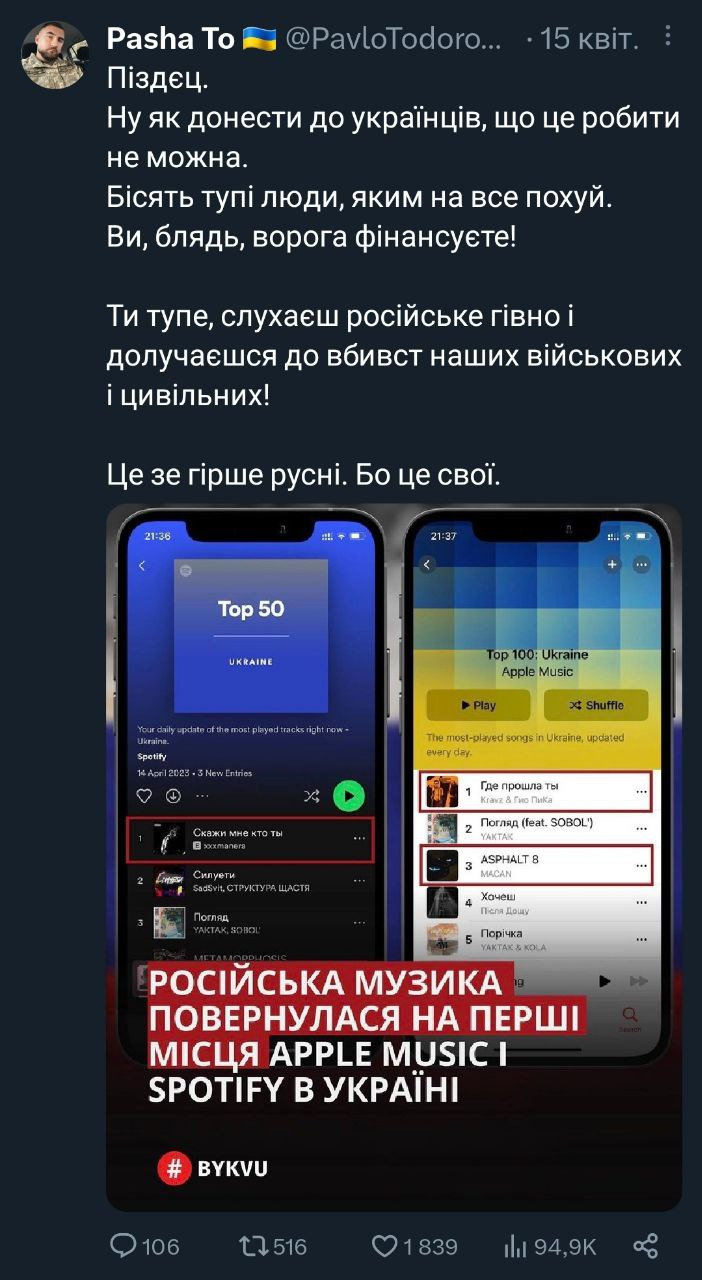 Pasha To 🇺🇦 @PavloTodoro... · 15 квіт.
Піздєц.
Ну як донести до українців, що це робити
не можна.
Бісять тупі люди, яким на все похуй.
Ви, блядь, ворога фінансуєте!
Ти тупе, слухаєш російське гівно і
долучаєшся до вбивст наших військових
і цивільних!
Це зе гірше русні. Бо це свої.
21:36
Top 50
UKRAINE
Your daily update of the most played tracks right now -
Ukraine.
Spotify
14 April 2023 • 3 New Entries
1 Скажи мне кто ты
E xxxmanera
2 Силуети
SadSvit, СТРУКТУРА ЩАСТЯ
3 Погляд
YAKTAK, SOBOL'
METAMORPHOSIS
21:37
Top 100: Ukraine
Apple Music
Play
Shuffle
The most-played songs in Ukraine, updated
every day.
1 Где прошла ты
Kravz & Гио ПиКа
2 Погляд (feat. SOBOL')
YAKTAK
3 ASPHALT 8
MACAN
4 Хочеш
Після Дощу
5 Порічка
YAKTAK & KOLA
Search
РОСІЙСЬКА МУЗИКА
ПОВЕРНУЛАСЯ НА ПЕРШІ
МІСЦЯ APPLE MUSIC І
SPOTIFY В УКРАЇНІ
# BYKVU
106 516 1 839 94,9K